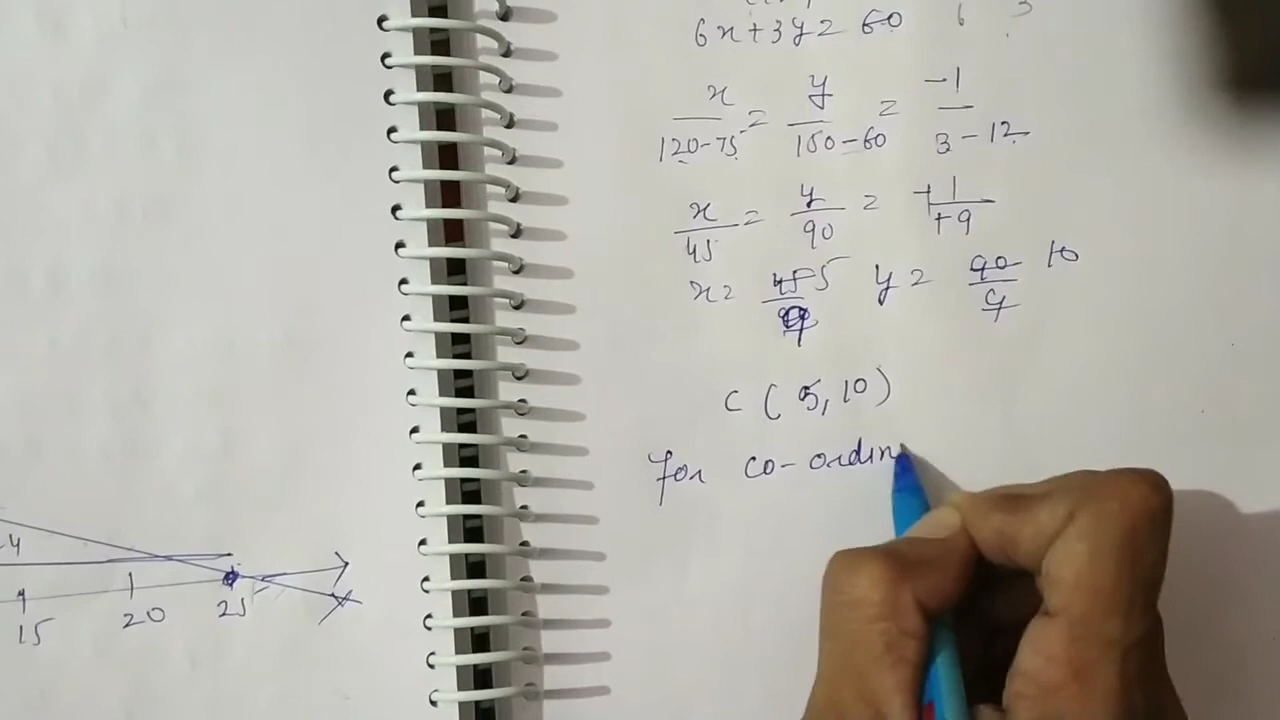 6x+3y= 60
x/120-75 = y/150-60 = -1/3-12
x/45 = y/90 = +1/+9
x= 45/9 5 y= 90/9 10
C (5,10)
for co-ordin
-4
15 20 25